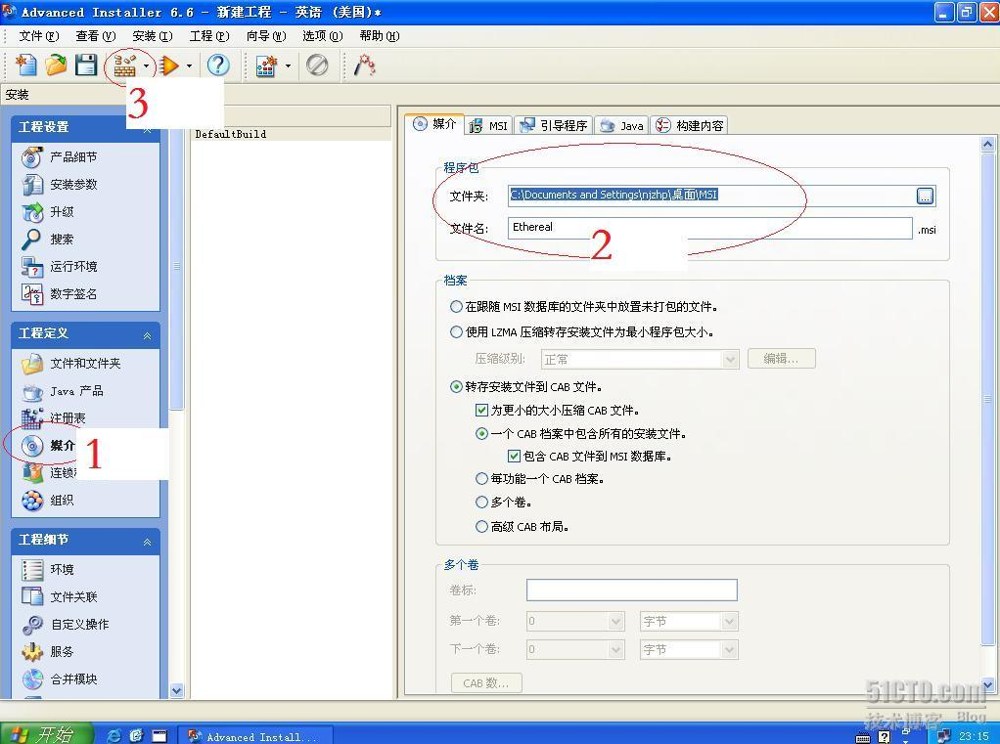 Advanced Installer 6.6 - 新建工程 - 英语 (美国)*
文件(F) 查看(V) 安装(I) 工程(P) 向导(W) 选项(O) 帮助(H)
3
安装
工程设置
产品细节
安装参数
升级
搜索
运行环境
数字签名
工程定义
文件和文件夹
Java 产品
注册表
媒介
1
组织
工程细节
环境
文件关联
自定义操作
服务
合并模块
DefaultBuild
媒介 MSI 引导程序 Java 构建内容
程序包
文件夹: C:\Documents and Settings\njzhp\桌面\MSI ...
文件名: Ethereal .msi
2
档案
在跟随 MSI 数据库的文件夹中放置未打包的文件。
使用 LZMA 压缩转存安装文件为最小程序包大小。
压缩级别: 正常 编辑...
转存安装文件到 CAB 文件。
为更小的大小压缩 CAB 文件。
一个 CAB 档案中包含所有的安装文件。
包含 CAB 文件到 MSI 数据库。
每功能一个 CAB 档案。
多个卷。
高级 CAB 布局。
多个卷
卷标:
第一个卷: 0 字节
下一个卷: 0 字节
CAB 数...
51CTO.com
技术博客 Blog
开始 Advanced Install... 23:15